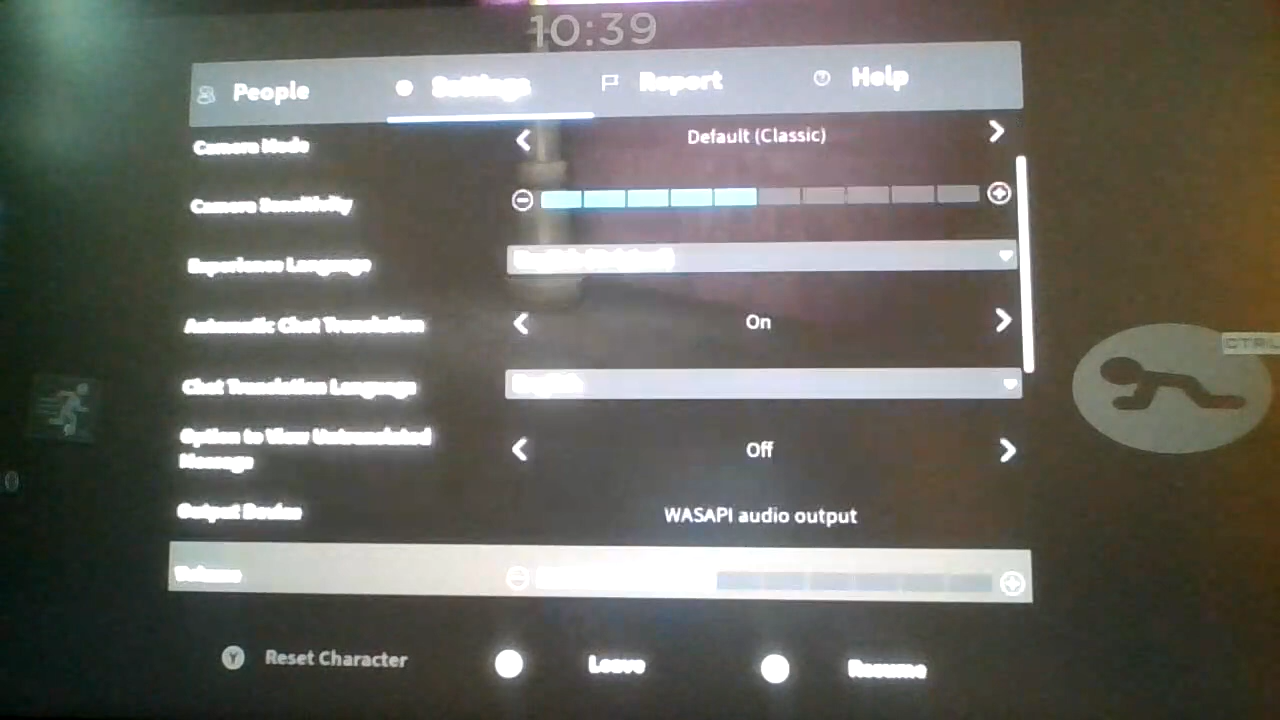 10:39
People
Settings
Report
Help
Camera Mode
Default (Classic)
Camera Sensitivity
Experience Language
Automatic Chat Translation
On
CTRL
Chat Translation Language
English
Option to View Untranslated
Message
Off
0
Output Device
WASAPI audio output
Volume
Y
Reset Character
Leave
Resume